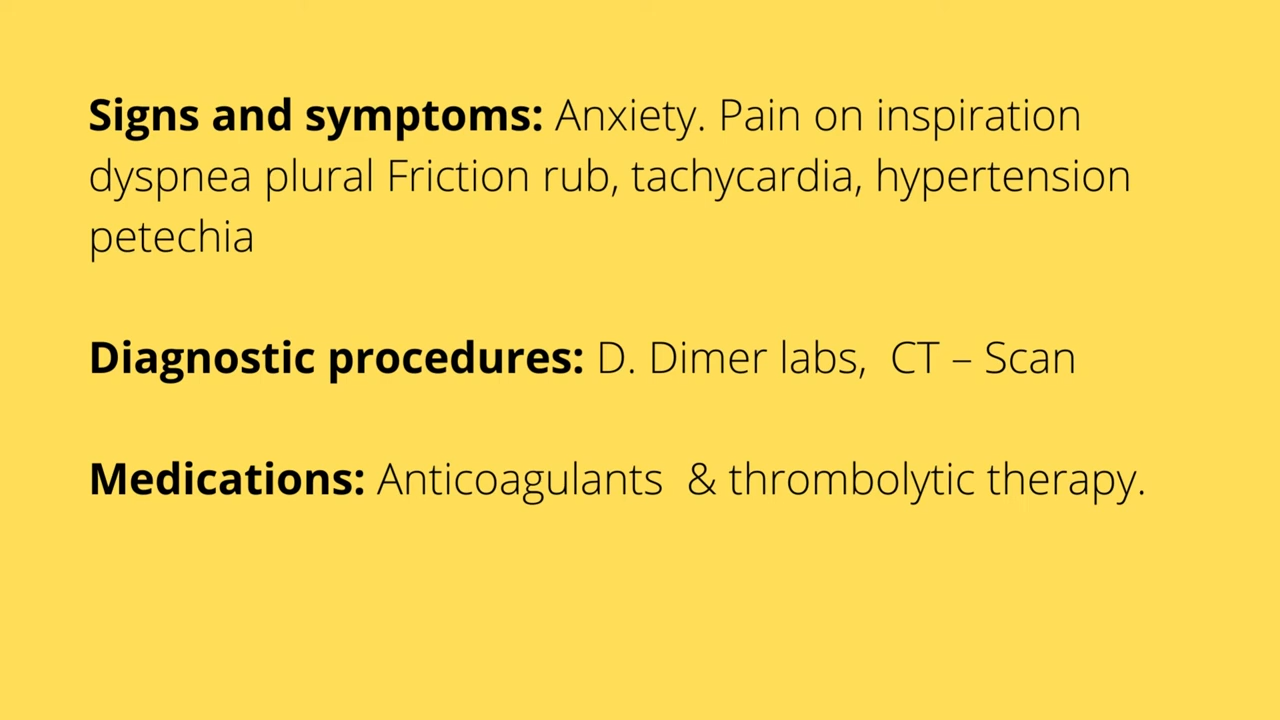 Signs and symptoms: Anxiety. Pain on inspiration
dyspnea plural Friction rub, tachycardia, hypertension
petechia
Diagnostic procedures: D. Dimer labs,  CT – Scan
Medications: Anticoagulants  & thrombolytic therapy.